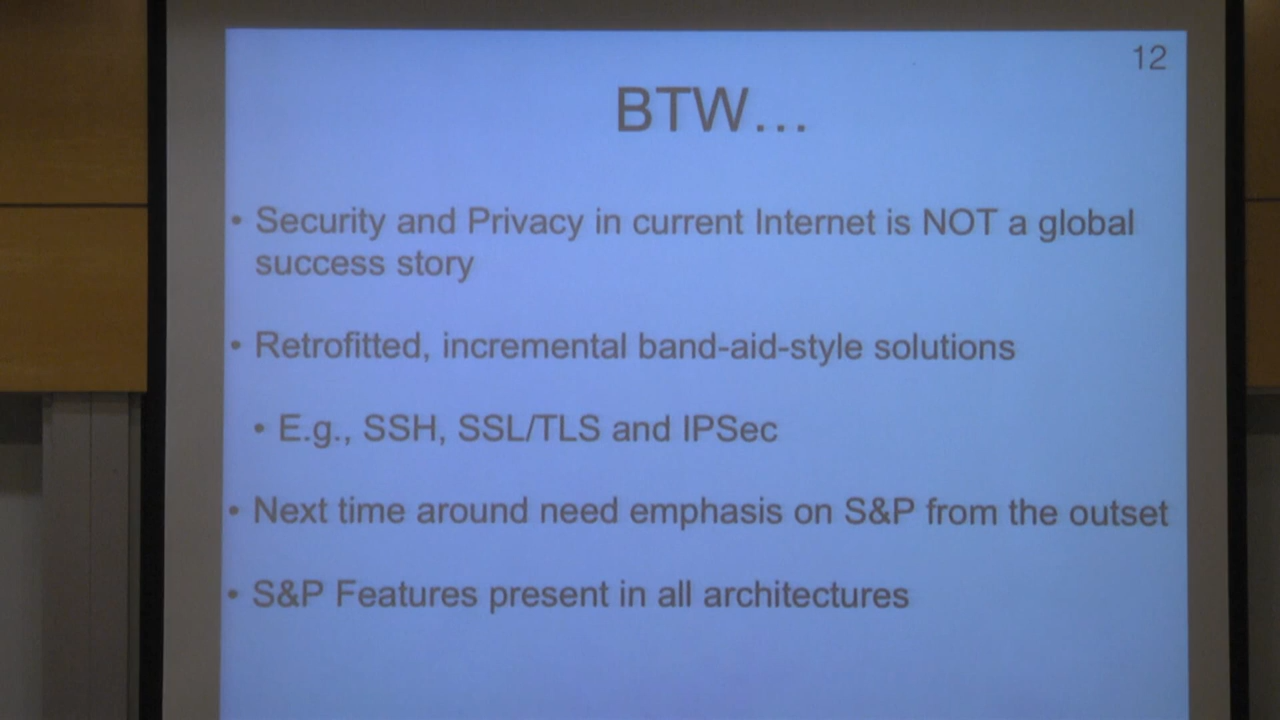 12
BTW...
• Security and Privacy in current Internet is NOT a global
success story
• Retrofitted, incremental band-aid-style solutions
• E.g., SSH, SSL/TLS and IPSec
• Next time around need emphasis on S&P from the outset
• S&P Features present in all architectures